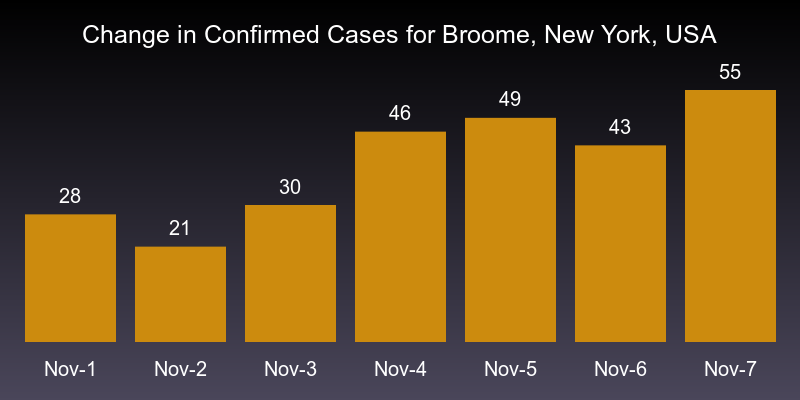 Change in Confirmed Cases for Broome, New York, USA
28
21
30
46
49
43
55
Nov-1
Nov-2
Nov-3
Nov-4
Nov-5
Nov-6
Nov-7